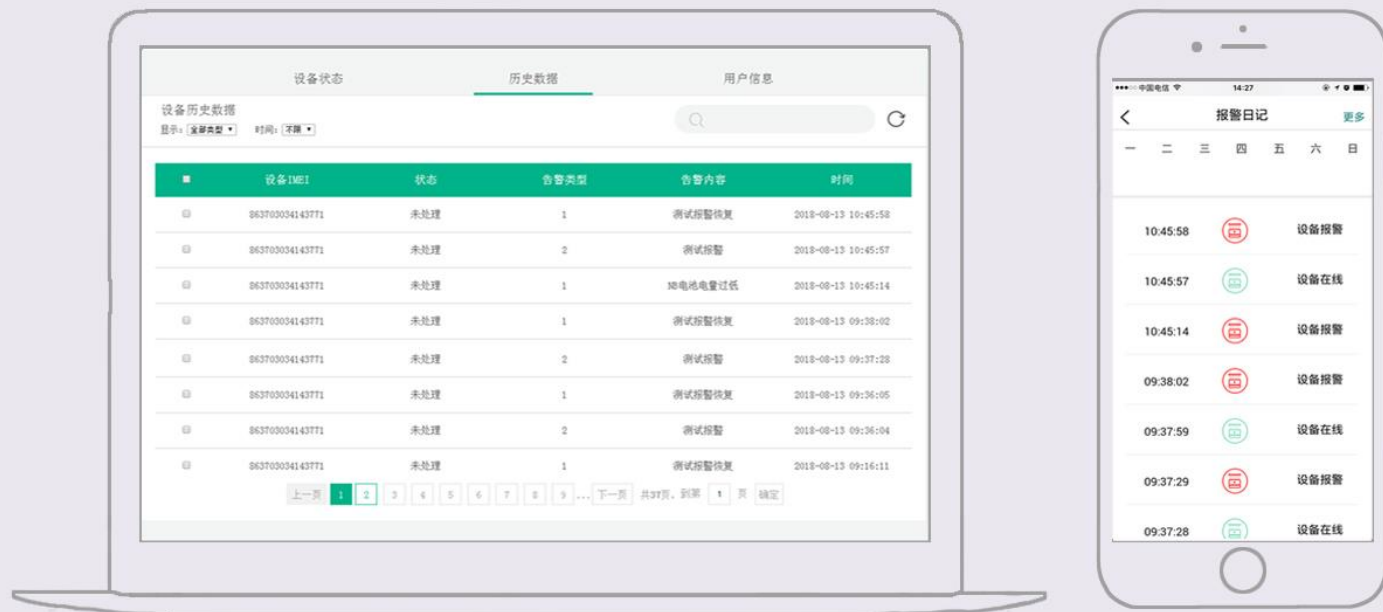 设备状态 历史数据 用户信息
设备历史数据
显示: 全部类型 时间: 不限
设备IMEI 状态 告警类型 告警内容 时间
863703034143771 未处理 1 测试报警恢复 2018-08-13 10:45:58
863703034143771 未处理 2 测试报警 2018-08-13 10:45:57
863703034143771 未处理 1 NB电池电量过低 2018-08-13 10:45:14
863703034143771 未处理 1 测试报警恢复 2018-08-13 09:38:02
863703034143771 未处理 2 测试报警 2018-08-13 09:37:28
863703034143771 未处理 1 测试报警恢复 2018-08-13 09:36:05
863703034143771 未处理 2 测试报警 2018-08-13 09:36:04
863703034143771 未处理 1 测试报警恢复 2018-08-13 09:16:11
上一页 1 2 3 4 5 6 7 8 9 ... 下一页 共37页, 到第 1 页 确定
中国电信 14:27
报警日记 更多
一 二 三 四 五 六 日
10:45:58 设备报警
10:45:57 设备在线
10:45:14 设备报警
09:38:02 设备报警
09:37:59 设备在线
09:37:29 设备报警
09:37:28 设备在线